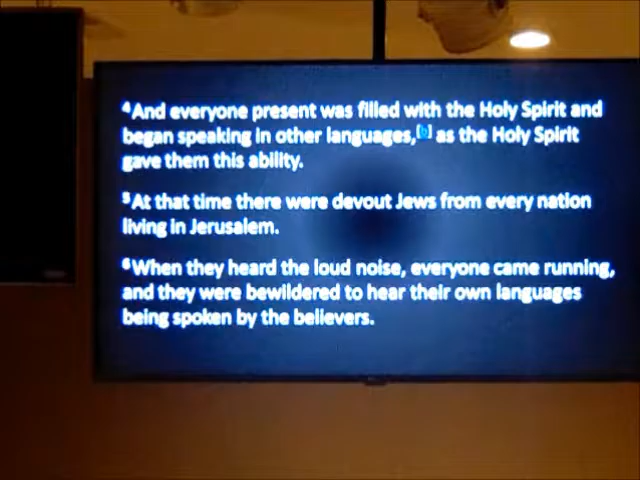 4And everyone present was filled with the Holy Spirit and
began speaking in other languages,[b] as the Holy Spirit
gave them this ability.
5At that time there were devout Jews from every nation
living in Jerusalem.
6When they heard the loud noise, everyone came running,
and they were bewildered to hear their own languages
being spoken by the believers.